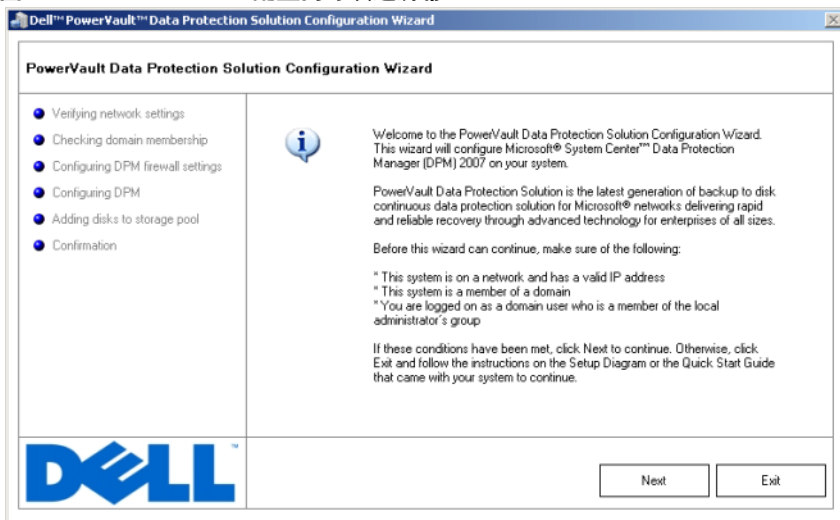 Dell™ PowerVault™ Data Protection Solution Configuration Wizard
PowerVault Data Protection Solution Configuration Wizard
Verifying network settings
Checking domain membership
Configuring DPM firewall settings
Configuring DPM
Adding disks to storage pool
Confirmation
Welcome to the PowerVault Data Protection Solution Configuration Wizard.
This wizard will configure Microsoft® System Center™ Data Protection
Manager (DPM) 2007 on your system.
PowerVault Data Protection Solution is the latest generation of backup to disk
continuous data protection solution for Microsoft® networks delivering rapid
and reliable recovery through advanced technology for enterprises of all sizes.
Before this wizard can continue, make sure of the following:
* This system is on a network and has a valid IP address
* This system is a member of a domain
* You are logged on as a domain user who is a member of the local
administrator's group
If these conditions have been met, click Next to continue. Otherwise, click
Exit and follow the instructions on the Setup Diagram or the Quick Start Guide
that came with your system to continue.
DELL™
Next
Exit